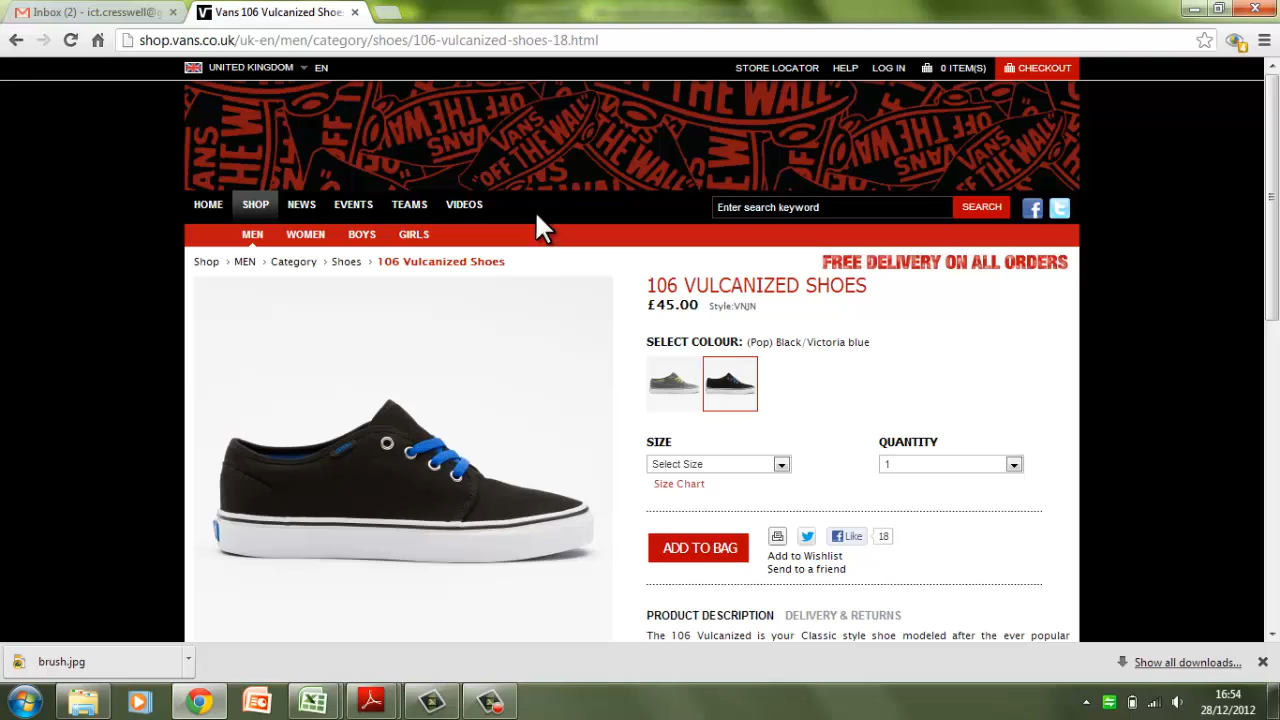 Inbox (2) - ict.cresswell@g
Vans 106 Vulcanized Shoe
shop.vans.co.uk/uk-en/men/category/shoes/106-vulcanized-shoes-18.html
UNITED KINGDOM EN
STORE LOCATOR HELP LOG IN 0 ITEM(S) CHECKOUT
VANS "OFF THE WALL"
HOME SHOP NEWS EVENTS TEAMS VIDEOS
Enter search keyword SEARCH
MEN WOMEN BOYS GIRLS
Shop › MEN › Category › Shoes › 106 Vulcanized Shoes
FREE DELIVERY ON ALL ORDERS
106 VULCANIZED SHOES
£45.00 Style:VNJN
SELECT COLOUR: (Pop) Black/Victoria blue
SIZE QUANTITY
Select Size 1
Size Chart
ADD TO BAG
Like 18
Add to Wishlist
Send to a friend
PRODUCT DESCRIPTION DELIVERY & RETURNS
The 106 Vulcanized is your Classic style shoe modeled after the ever popular
brush.jpg
Show all downloads...
16:54
28/12/2012